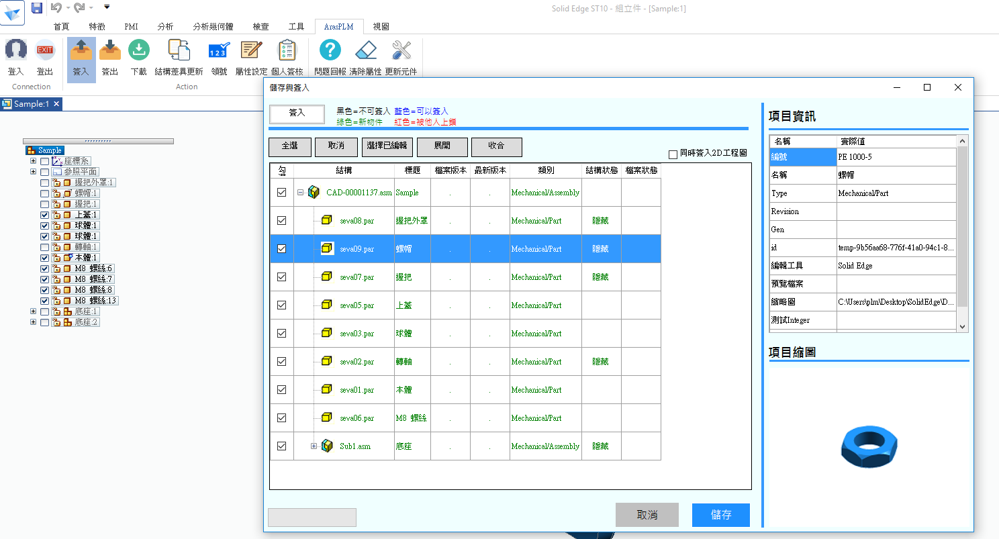 Solid Edge ST10 - 組立件 - [Sample:1]
首頁 特徵 PMI 分析 分析幾何體 檢查 工具 ArasPLM 視圖
EXIT 123 ?
登入 登出 簽入 簽出 下載 結構差異更新 領號 屬性設定 個人簽核 問題回報 清除屬性 更新元件
Connection Action
Sample:1
Sample
座標系
參照平面
握把外罩:1
螺帽:1
握把:1
上蓋:1
球體:1
球體:1
轉軸:1
本體:1
M8 螺絲:6
M8 螺絲:7
M8 螺絲:8
M8 螺絲:13
底座:1
底座:2
儲存與簽入
簽入
黑色=不可簽入 藍色=可以簽入
綠色=新物件 紅色=被他人上鎖
全選 取消 選擇已編輯 展開 收合
同時簽入2D工程圖
勾 結構 標題 檔案版本 最新版本 類別 結構狀態 檔案狀態
CAD-00001137.asm Sample . . Mechanical/Assembly
seva08.par 握把外罩 . . Mechanical/Part 隱藏
seva09.par 螺帽 . . Mechanical/Part 隱藏
seva07.par 握把 . . Mechanical/Part 隱藏
seva05.par 上蓋 . . Mechanical/Part
seva03.par 球體 . . Mechanical/Part
seva02.par 轉軸 . . Mechanical/Part 隱藏
seva01.par 本體 . . Mechanical/Part
seva06.par M8 螺絲 . . Mechanical/Part
Sub1.asm 底座 . . Mechanical/Assembly 隱藏
取消 儲存
項目資訊
名稱 實際值
編號 PE 1000-5
名稱 螺帽
Type Mechanical/Part
Revision
Gen
id temp-9b56aa68-776f-41a0-94c1-8...
編輯工具 Solid Edge
預覽檔案
縮略圖 C:\Users\plm\Desktop\SolidEdge\D...
測試Integer
項目縮圖